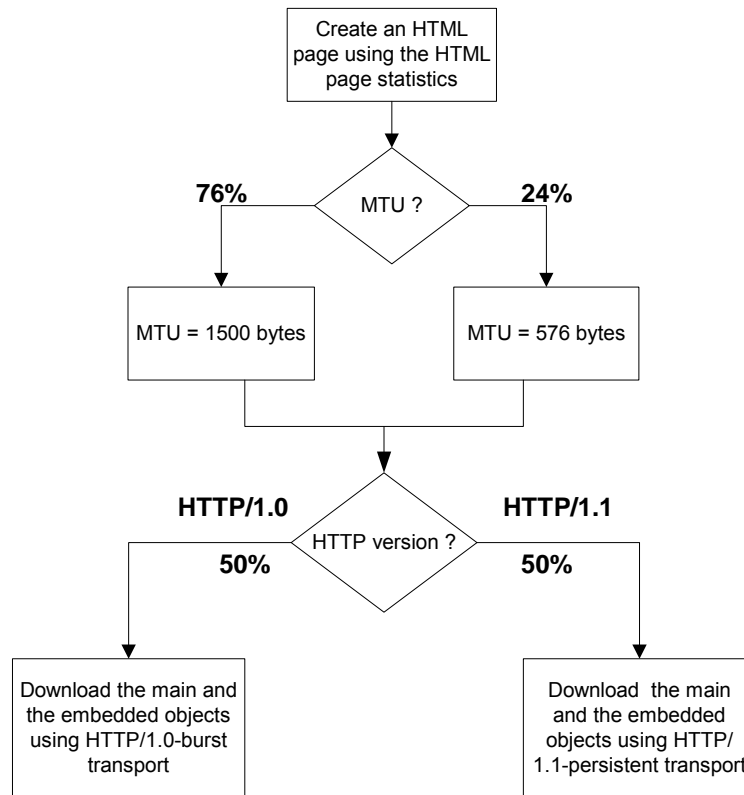 Create an HTML
page using the HTML
page statistics
76%
MTU ?
24%
MTU = 1500 bytes
MTU = 576 bytes
HTTP/1.0
HTTP/1.1
HTTP version ?
50%
50%
Download the main and
the embedded objects
using HTTP/1.0-burst
transport
Download the main
and the embedded
objects using HTTP/
1.1-persistent transport